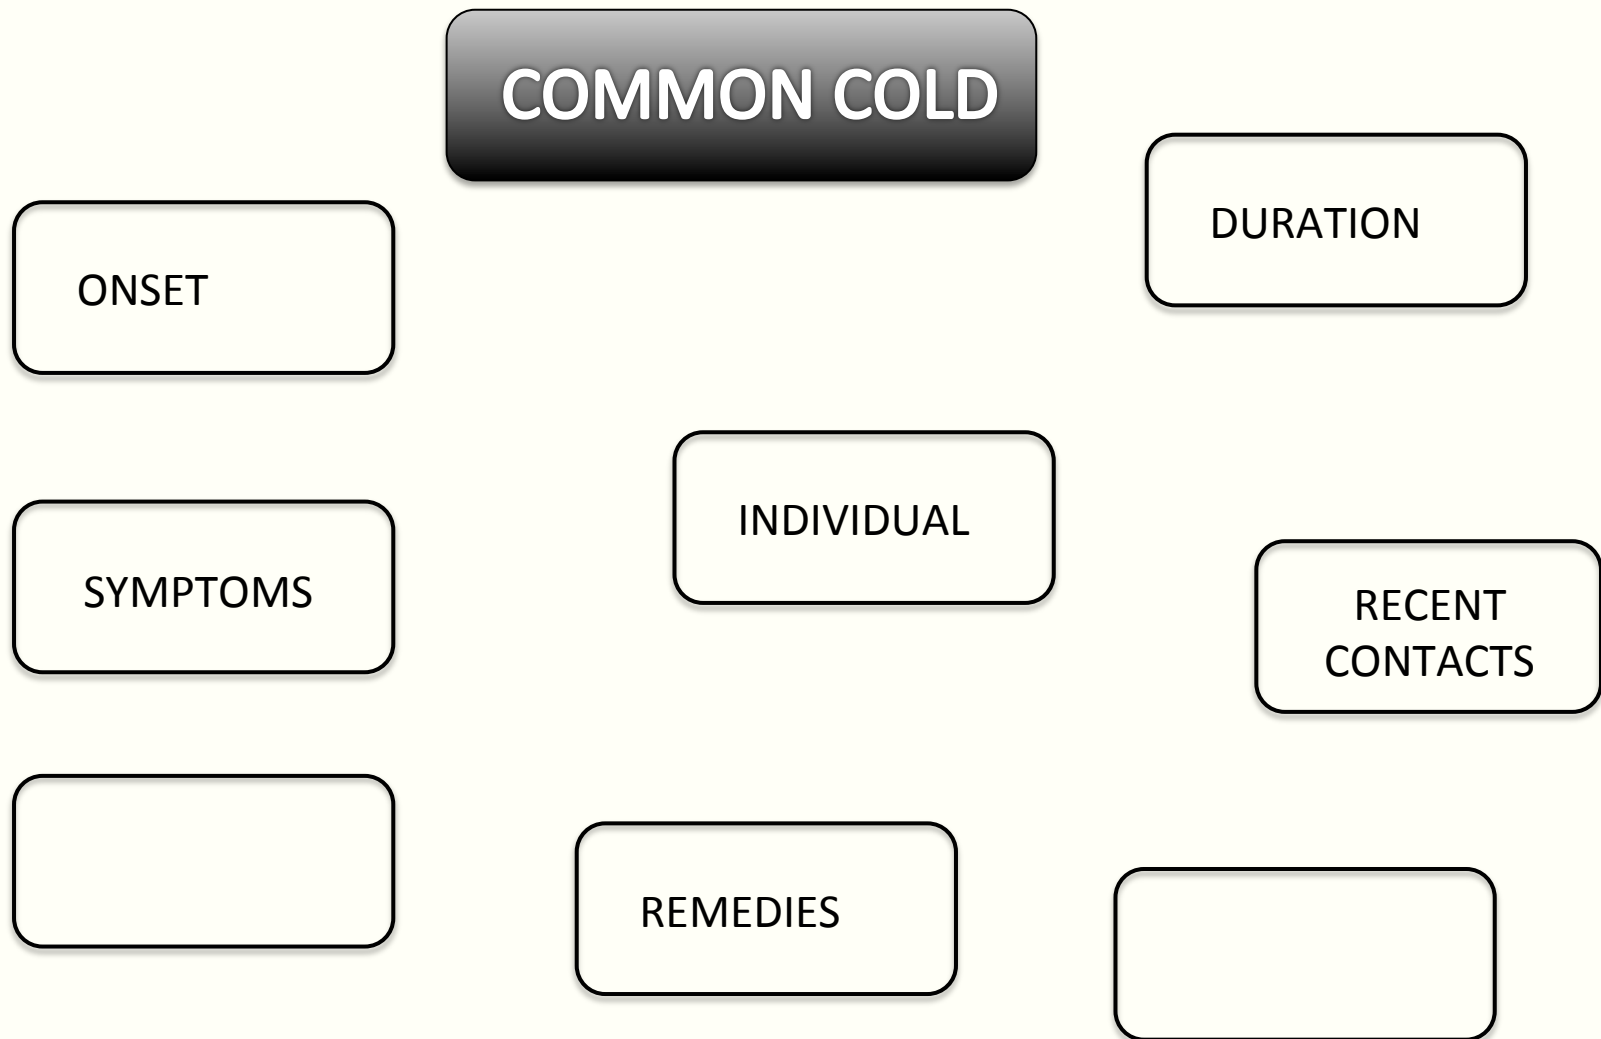 COMMON COLD
DURATION
ONSET
INDIVIDUAL
SYMPTOMS
RECENT
CONTACTS
REMEDIES